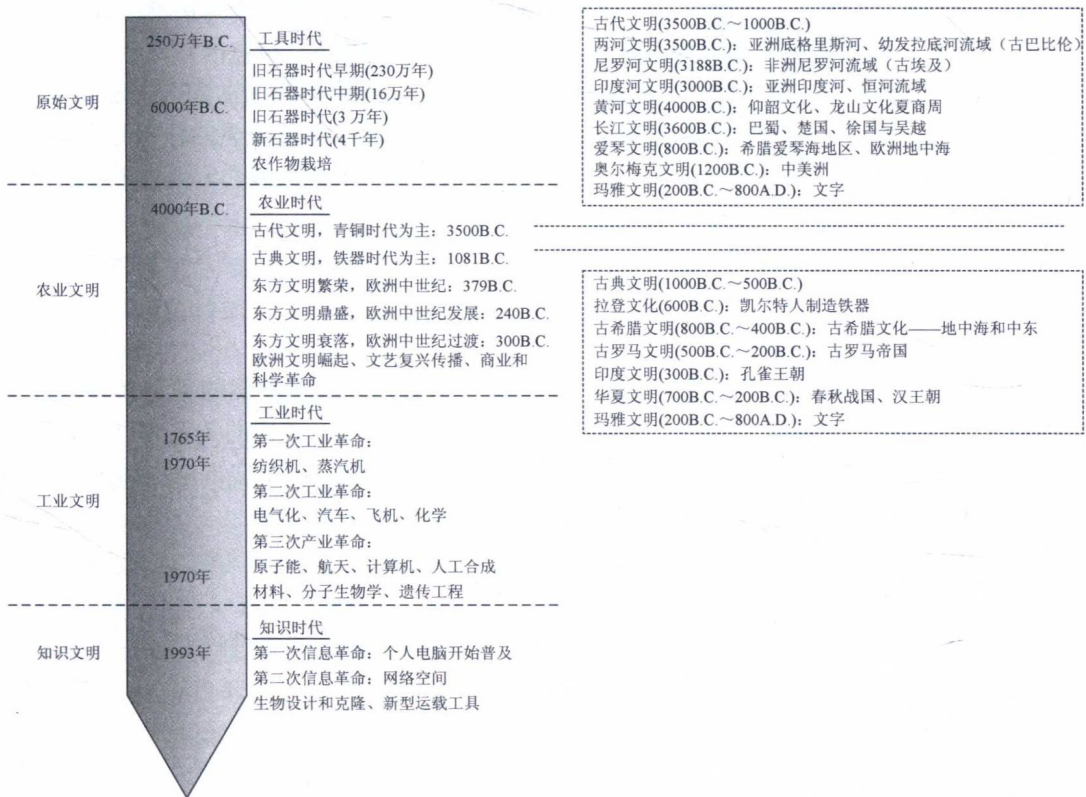 原始文明
250万年B.C.
6000年B.C.
工具时代
旧石器时代早期(230万年)
旧石器时代中期(16万年)
旧石器时代(3 万年)
新石器时代(4千年)
农作物栽培
农业文明
4000年B.C.
农业时代
古代文明，青铜时代为主：3500B.C.
古典文明，铁器时代为主：1081B.C.
东方文明繁荣，欧洲中世纪：379B.C.
东方文明鼎盛，欧洲中世纪发展：240B.C.
东方文明衰落，欧洲中世纪过渡：300B.C.
欧洲文明崛起、文艺复兴传播、商业和
科学革命
工业文明
1765年
1970年
1970年
工业时代
第一次工业革命：
纺织机、蒸汽机
第二次工业革命：
电气化、汽车、飞机、化学
第三次产业革命：
原子能、航天、计算机、人工合成
材料、分子生物学、遗传工程
知识文明
1993年
知识时代
第一次信息革命：个人电脑开始普及
第二次信息革命：网络空间
生物设计和克隆、新型运载工具
古代文明(3500B.C.～1000B.C.)
两河文明(3500B.C.)：亚洲底格里斯河、幼发拉底河流域（古巴比伦）
尼罗河文明(3188B.C.)：非洲尼罗河流域（古埃及）
印度河文明(3000B.C.)：亚洲印度河、恒河流域
黄河文明(4000B.C.)：仰韶文化、龙山文化夏商周
长江文明(3600B.C.)：巴蜀、楚国、徐国与吴越
爱琴文明(800B.C.)：希腊爱琴海地区、欧洲地中海
奥尔梅克文明(1200B.C.)：中美洲
玛雅文明(200B.C.～800A.D.)：文字
古典文明(1000B.C.～500B.C.)
拉登文化(600B.C.)：凯尔特人制造铁器
古希腊文明(800B.C.～400B.C.)：古希腊文化——地中海和中东
古罗马文明(500B.C.～200B.C.)：古罗马帝国
印度文明(300B.C.)：孔雀王朝
华夏文明(700B.C.～200B.C.)：春秋战国、汉王朝
玛雅文明(200B.C.～800A.D.)：文字